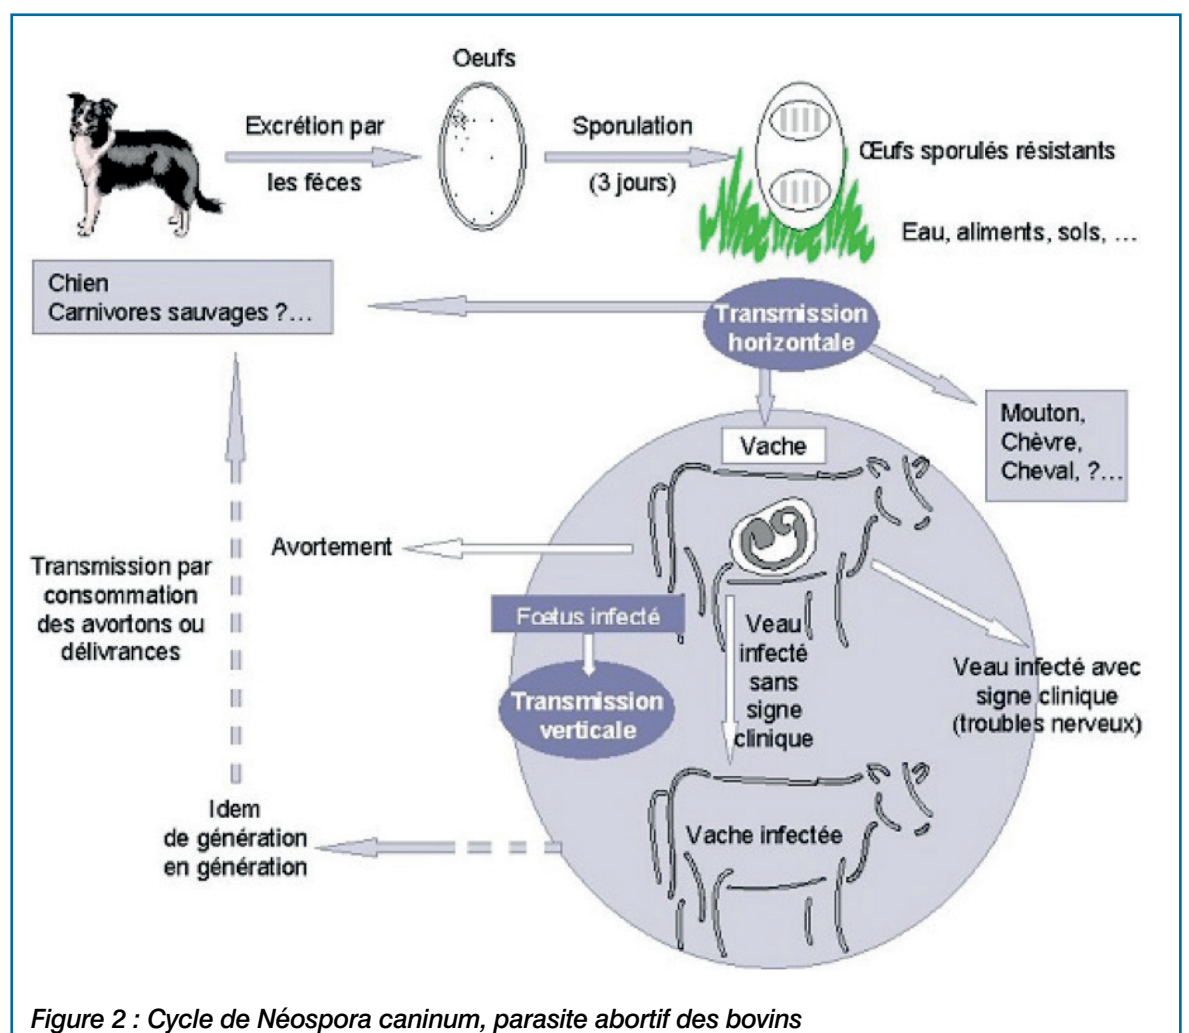 Oeufs
Excrétion par
les féces
Sporulation
(3 jours)
Œufs sporulés résistants
Eau, aliments, sols, ...
Chien
Carnivores sauvages ?...
Transmission
horizontale
Mouton,
Chèvre,
Cheval, ?...
Vache
Avortement
Transmission par
consommation
des avortons ou
délivrances
Fœtus infecté
Transmission
verticale
Veau
infecté
sans
signe
clinique
Veau infecté avec
signe clinique
(troubles nerveux)
Idem
de génération
en génération
Vache infectée
Figure 2 : Cycle de Néospora caninum, parasite abortif des bovins